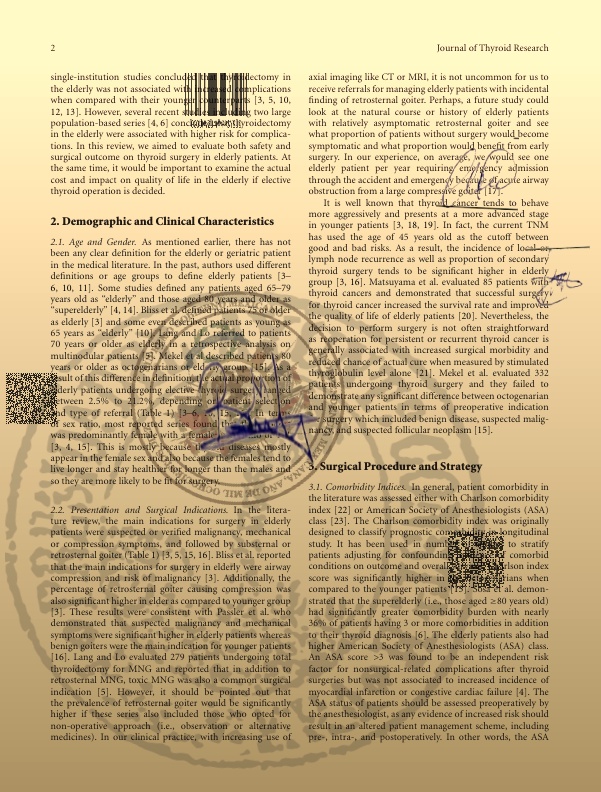 2
Journal of Thyroid Research
single-institution studies concluded that thyroidectomy in
the elderly was not associated with increased complications
when compared with their younger counterparts [3, 5, 10,
12, 13]. However, several recent studies including two large
population-based series [4, 6] thyroidectomy
in the elderly were associated with higher risk for complica-
tions. In this review, we aimed to evaluate both safety and
surgical outcome on thyroid surgery in elderly patients. At
the same time, it would be important to examine the actual
cost and impact on quality of life in the elderly if elective
thyroid operation is decided.
2. Demographic and Clinical Characteristics
2.1. Age and Gender. As mentioned earlier, there has not
been any clear definition for the elderly or geriatric patient
in the medical literature. In the past, authors used different
definitions or age groups to define elderly patients [3–
6, 10, 11]. Some studies defined any patients aged 65–79
years old as “elderly” and those aged 80 years and older as
“superelderly” [4, 14]. Bliss et al. defined patients 75 or older
as elderly [3] and some even described patients as young as
65 years as “elderly” [10]. Lang and Lo referred to patients
70 years or older as elderly in a retrospective analysis on
multinodular patients [5]. Mekel et al described patients 80
years or older as octogenarians or elderly group [15]. As a
result of this difference in definition, the actual proportion of
elderly patients undergoing elective thyroid surgery ranged
between 2.5% to 21.2%, depending on patient selection
and type of referral (Table 1) [3–6, In term
of sex ratio, most reported series found
was predominantly female with a female
[3, 4, 15]. This is mostly because diseases mostly
appear in the female sex and also because the females tend to
live longer and stay healthier for longer than the males and
so they are more likely to be fit for surgery.
2.2. Presentation and Surgical Indications. In the litera-
ture review, the main indications for surgery in elderly
patients were suspected or verified malignancy, mechanical
or compression symptoms, and followed by substernal or
retrosternal goiter (Table 1) [3, 5, 15, 16]. Bliss et al. reported
that the main indications for surgery in elderly were airway
compression and risk of malignancy [3]. Additionally, the
percentage of retrosternal goiter causing compression was
also significant higher in elder as compared to younger group
[3]. These results were consistent with Passler et al. who
demonstrated that suspected malignancy and mechanical
symptoms were significant higher in elderly patients whereas
benign goiters were the main indication for younger patients
[16]. Lang and Lo evaluated 279 patients undergoing total
thyroidectomy for MNG and reported that in addition to
retrosternal MNG, toxic MNG was also a common surgical
indication [5]. However, it should be pointed out that
the prevalence of retrosternal goiter would be significantly
higher if these series also included those who opted for
non-operative approach (i.e., observation or alternative
medicines). In our clinical practice, with increasing use of
axial imaging like CT or MRI, it is not uncommon for us to
receive referrals for managing elderly patients with incidental
finding of retrosternal goiter. Perhaps, a future study could
look at the natural course or history of elderly patients
with relatively asymptomatic retrosternal goiter and see
what proportion of patients without surgery would become
symptomatic and what proportion would benefit from early
surgery. In our experience, on average, we would see one
elderly patient per year requiring emergency admission
through the accident and emergency because of acute airway
obstruction from a large compressive goiter [17].
It is well known that thyroid cancer tends to behave
more aggressively and presents at a more advanced stage
in younger patients [3, 18, 19]. In fact, the current TNM
has used the age of 45 years old as the cutoff between
good and bad risks. As a result, the incidence of local or
lymph node recurrence as well as proportion of secondary
thyroid surgery tends to be significant higher in elderly
group [3, 16]. Matsuyama et al. evaluated 85 patients with
thyroid cancers and demonstrated that successful surgery
for thyroid cancer increased the survival rate and improved
the quality of life of elderly patients [20]. Nevertheless, the
decision to perform surgery is not often straightforward
as reoperation for persistent or recurrent thyroid cancer is
generally associated with increased surgical morbidity and
reduced chance of actual cure when measured by stimulated
thyroglobulin level alone [21]. Mekel et al. evaluated 332
patients undergoing thyroid surgery and they failed to
demonstrate any significant difference between octogenarian
and younger patients in terms of preoperative indication
for surgery which included benign disease, suspected malig-
nancy, and suspected follicular neoplasm [15].
3. Surgical Procedure and Strategy
3.1. Comorbidity Indices. In general, patient comorbidity in
the literature was assessed either with Charlson comorbidity
index [22] or American Society of Anesthesiologists (ASA)
class [23]. The Charlson comorbidity index was originally
designed to classify prognostic comorbidity in longitudinal
study. It has been used in numerous to stratify
patients adjusting for confounding of comorbid
conditions on outcome and overall Charlson index
score was significantly higher in octogenarians when
compared to the younger patients [15]. Sosa et al. demon-
strated that the superelderly (i.e., those aged ≥80 years old)
had significantly greater comorbidity burden with nearly
36% of patients having 3 or more comorbidities in addition
to their thyroid diagnosis [6]. The elderly patients also had
higher American Society of Anesthesiologists (ASA) class.
An ASA score >3 was found to be an independent risk
factor for nonsurgical-related complications after thyroid
surgeries but was not associated to increased incidence of
myocardial infarction or congestive cardiac failure [4]. The
ASA status of patients should be assessed preoperatively by
the anesthesiologist, as any evidence of increased risk should
result in an altered patient management scheme, including
pre-, intra-, and postoperatively. In other words, the ASA